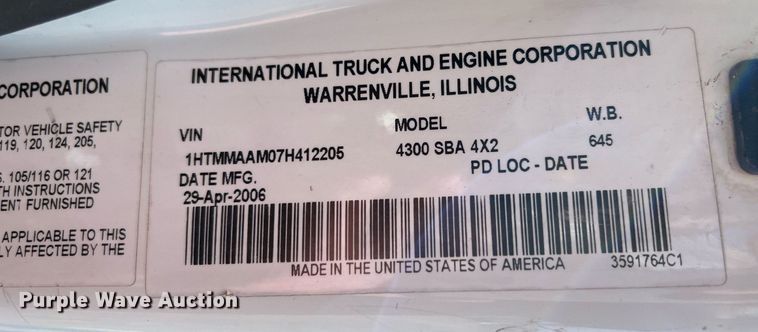 CORPORATION
TOR VEHICLE SAFETY
119, 120, 124, 205,
S, 105/116 OR 121
TH INSTRUCTIONS
ENT FURNISHED
APPLICABLE TO THIS
LY AFFECTED BY THE
INTERNATIONAL TRUCK AND ENGINE CORPORATION
WARRENVILLE, ILLINOIS
VIN MODEL W.B.
1HTMMAAM07H412205 4300 SBA 4X2 645
DATE MFG. PD LOC - DATE
29-Apr-2006
MADE IN THE UNITED STATES OF AMERICA 3591764C1
Purple Wave Auction